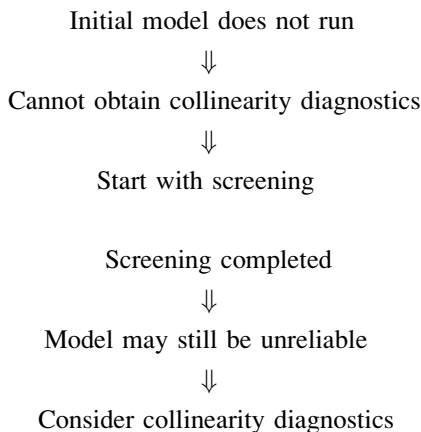 Initial model does not run
⇓
Cannot obtain collinearity diagnostics
⇓
Start with screening
Screening completed
⇓
Model may still be unreliable
⇓
Consider collinearity diagnostics